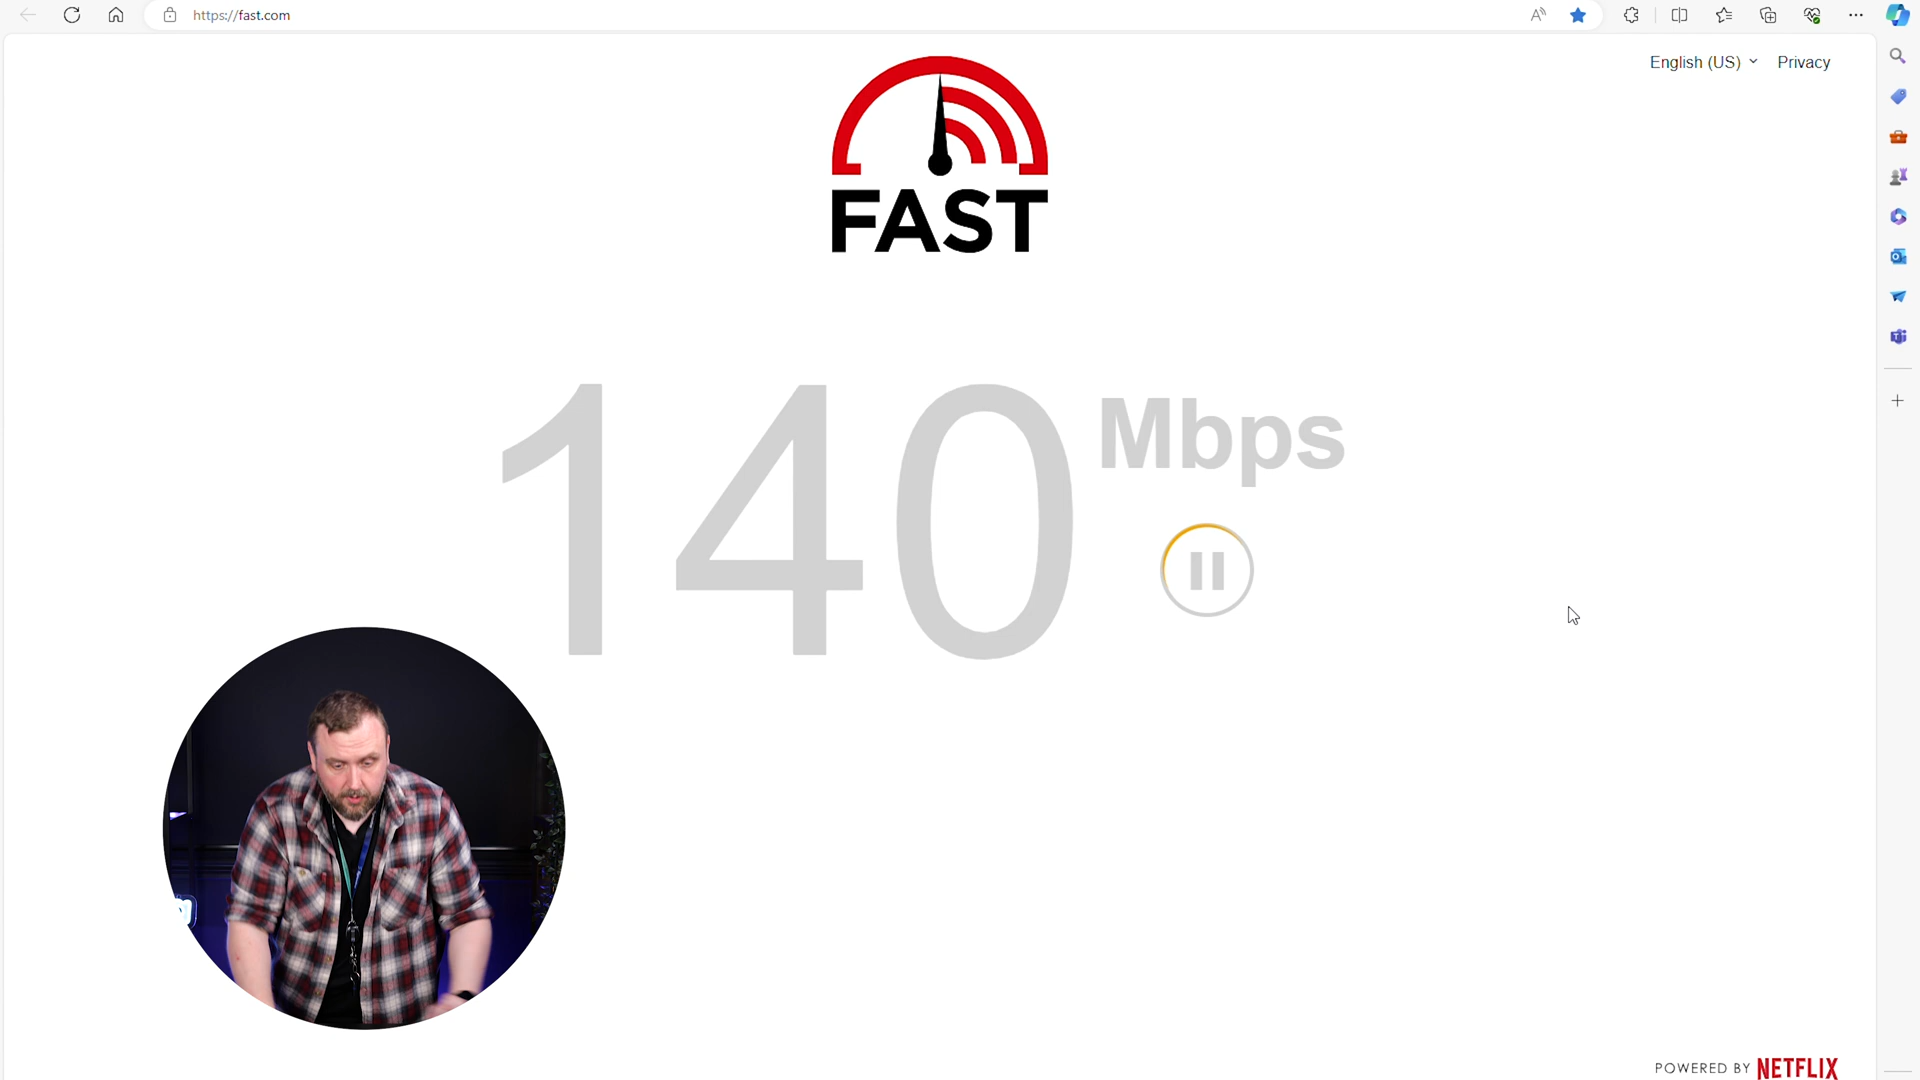 https://fast.com
English (US)
Privacy
FAST
140 Mbps
POWERED BY NETFLIX